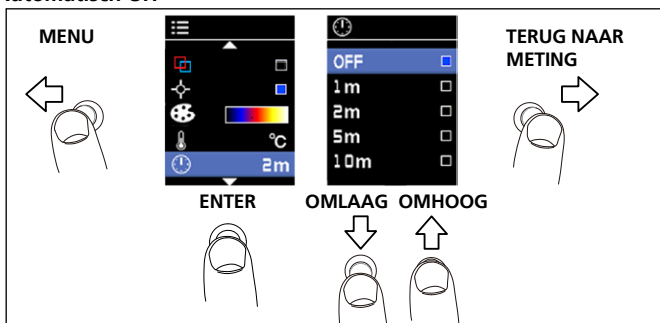 MENU
TERUG NAAR
METING
°C
2m
OFF
1m
2m
5m
10m
ENTER
OMLAAG OMHOOG